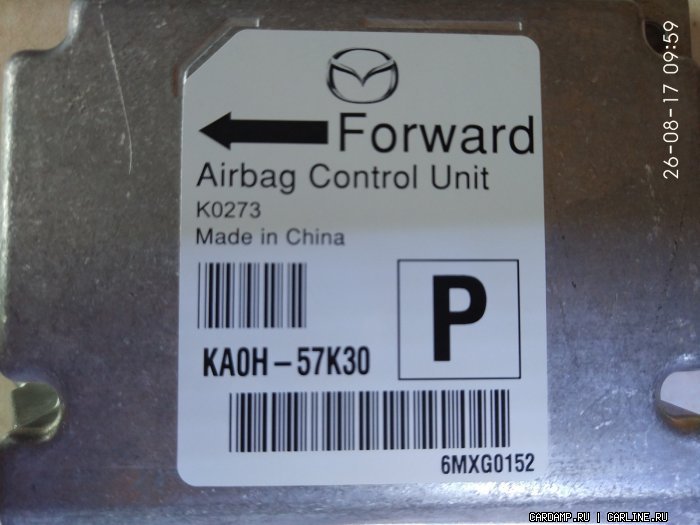 Forward
Airbag Control Unit
K0273
Made in China
P
KA0H-57K30
6MXG0152
26-08-17 09:59
CARDAMP.RU | CARLINE.RU